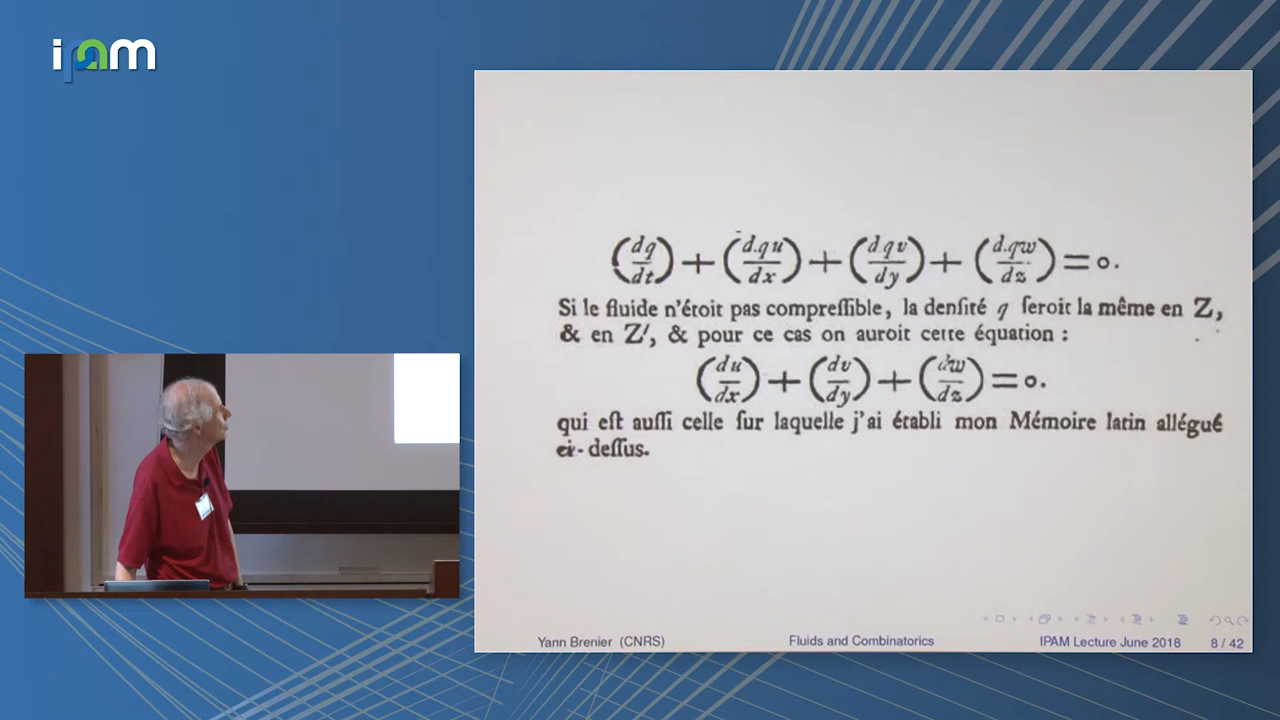 ipam
(dq/dt) + (d.qu/dx) + (d.qv/dy) + (d.qw/dz) = o.
Si le fluide n'étoit pas compreſſible, la denſité q ſeroit la même en Z,
& en Z', & pour ce cas on auroit cette équation :
(du/dx) + (dv/dy) + (dw/dz) = o.
qui eſt auſſi celle ſur laquelle j'ai établi mon Mémoire latin allégué
ci-deſſus.
Yann Brenier (CNRS) Fluids and Combinatorics IPAM Lecture June 2018 8 / 42